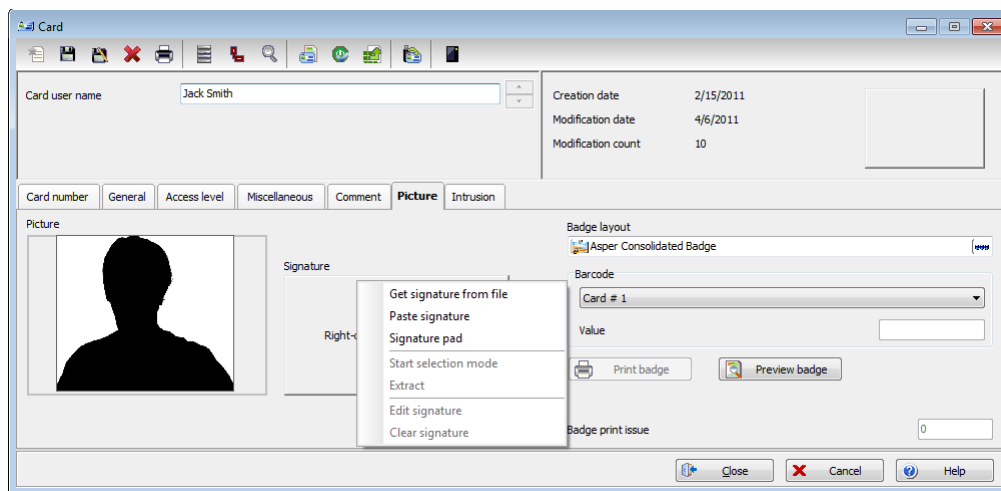 Card
Card user name
Jack Smith
Creation date 2/15/2011
Modification date 4/6/2011
Modification count 10
Card number General Access level Miscellaneous Comment Picture Intrusion
Picture
Signature
Right-c
Get signature from file
Paste signature
Signature pad
Start selection mode
Extract
Edit signature
Clear signature
Badge layout
Asper Consolidated Badge
Barcode
Card # 1
Value
Print badge Preview badge
Badge print issue 0
Close Cancel Help